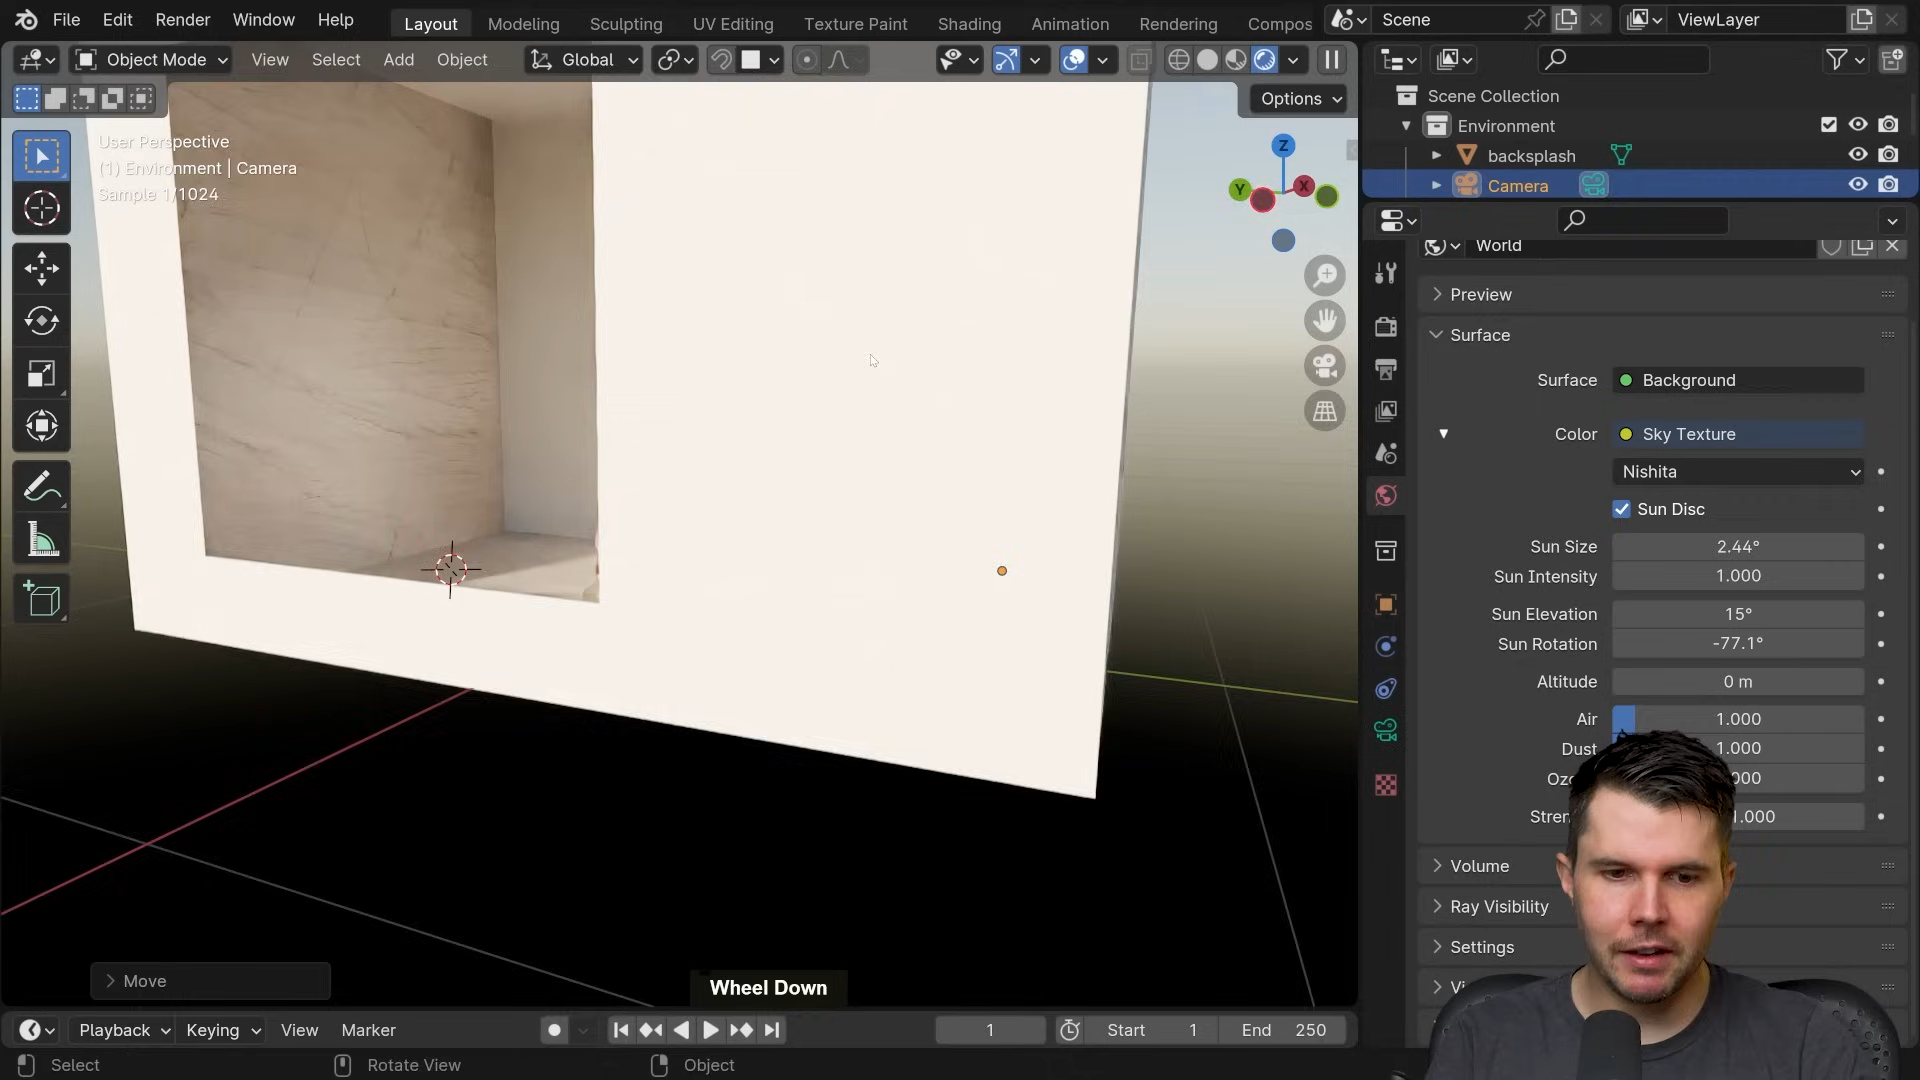 File Edit Render Window Help
Layout Modeling Sculpting UV Editing Texture Paint Shading Animation Rendering Compos
Scene
ViewLayer
Object Mode View Select Add Object
Global
Options
User Perspective
(1) Environment | Camera
Sample 1/1024
Z
Y
X
Scene Collection
Environment
backsplash
Camera
World
Preview
Surface
Surface Background
Color Sky Texture
Nishita
Sun Disc
Sun Size 2.44°
Sun Intensity 1.000
Sun Elevation 15°
Sun Rotation -77.1°
Altitude 0 m
Air 1.000
Dust 1.000
Volume
Ray Visibility
Settings
Move
Wheel Down
Playback Keying View Marker
1
Start 1
End 250
Select
Rotate View
Object